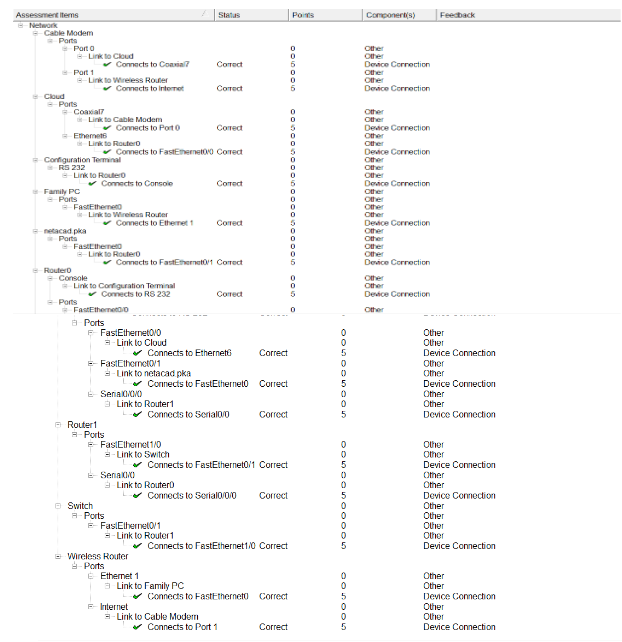 Assessment Items Status Points Component(s) Feedback
Network
Cable Modem
Ports
Port 0 0 Other
Link to Cloud 0 Other
Connects to Coaxial7 Correct 5 Device Connection
Port 1 0 Other
Link to Wireless Router 0 Other
Connects to Internet Correct 5 Device Connection
Cloud
Ports
Coaxial7 0 Other
Link to Cable Modem 0 Other
Connects to Port 0 Correct 5 Device Connection
Ethernet6 0 Other
Link to Router0 0 Other
Connects to FastEthernet0/0 Correct 5 Device Connection
Configuration Terminal 0 Other
RS 232 0 Other
Link to Router0 0 Other
Connects to Console Correct 5 Device Connection
Family PC 0 Other
Ports 0 Other
FastEthernet0 0 Other
Link to Wireless Router 0 Other
Connects to Ethernet 1 Correct 5 Device Connection
netacad.pka 0 Other
Ports 0 Other
FastEthernet0 0 Other
Link to Router0 0 Other
Connects to FastEthernet0/1 Correct 5 Device Connection
Router0
Console 0 Other
Link to Configuration Terminal 0 Other
Connects to RS 232 Correct 5 Device Connection
Ports
FastEthernet0/0 0 Other
Ports
FastEthernet0/0 0 Other
Link to Cloud 0 Other
Connects to Ethernet6 Correct 5 Device Connection
FastEthernet0/1 0 Other
Link to netacad.pka 0 Other
Connects to FastEthernet0 Correct 5 Device Connection
Serial0/0/0 0 Other
Link to Router1 0 Other
Connects to Serial0/0 Correct 5 Device Connection
Router1
Ports
FastEthernet1/0 0 Other
Link to Switch 0 Other
Connects to FastEthernet0/1 Correct 5 Device Connection
Serial0/0 0 Other
Link to Router0 0 Other
Connects to Serial0/0/0 Correct 5 Device Connection
Switch 0 Other
Ports 0 Other
FastEthernet0/1 0 Other
Link to Router1 0 Other
Connects to FastEthernet1/0 Correct 5 Device Connection
Wireless Router
Ports
Ethernet 1 0 Other
Link to Family PC 0 Other
Connects to FastEthernet0 Correct 5 Device Connection
Internet 0 Other
Link to Cable Modem 0 Other
Connects to Port 1 Correct 5 Device Connection